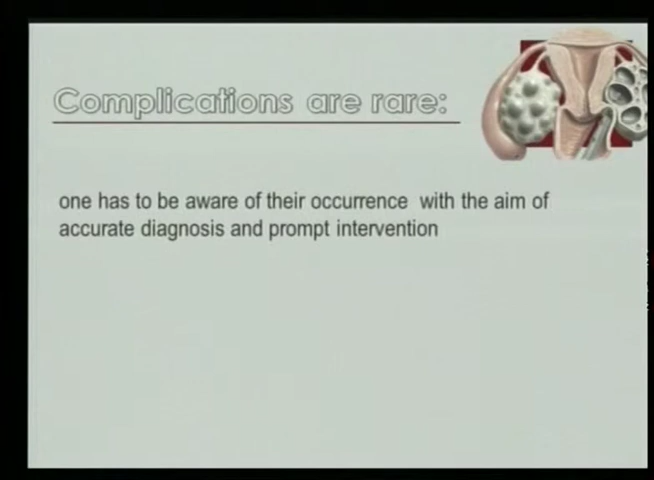 Complications are rare:
one has to be aware of their occurrence with the aim of
accurate diagnosis and prompt intervention